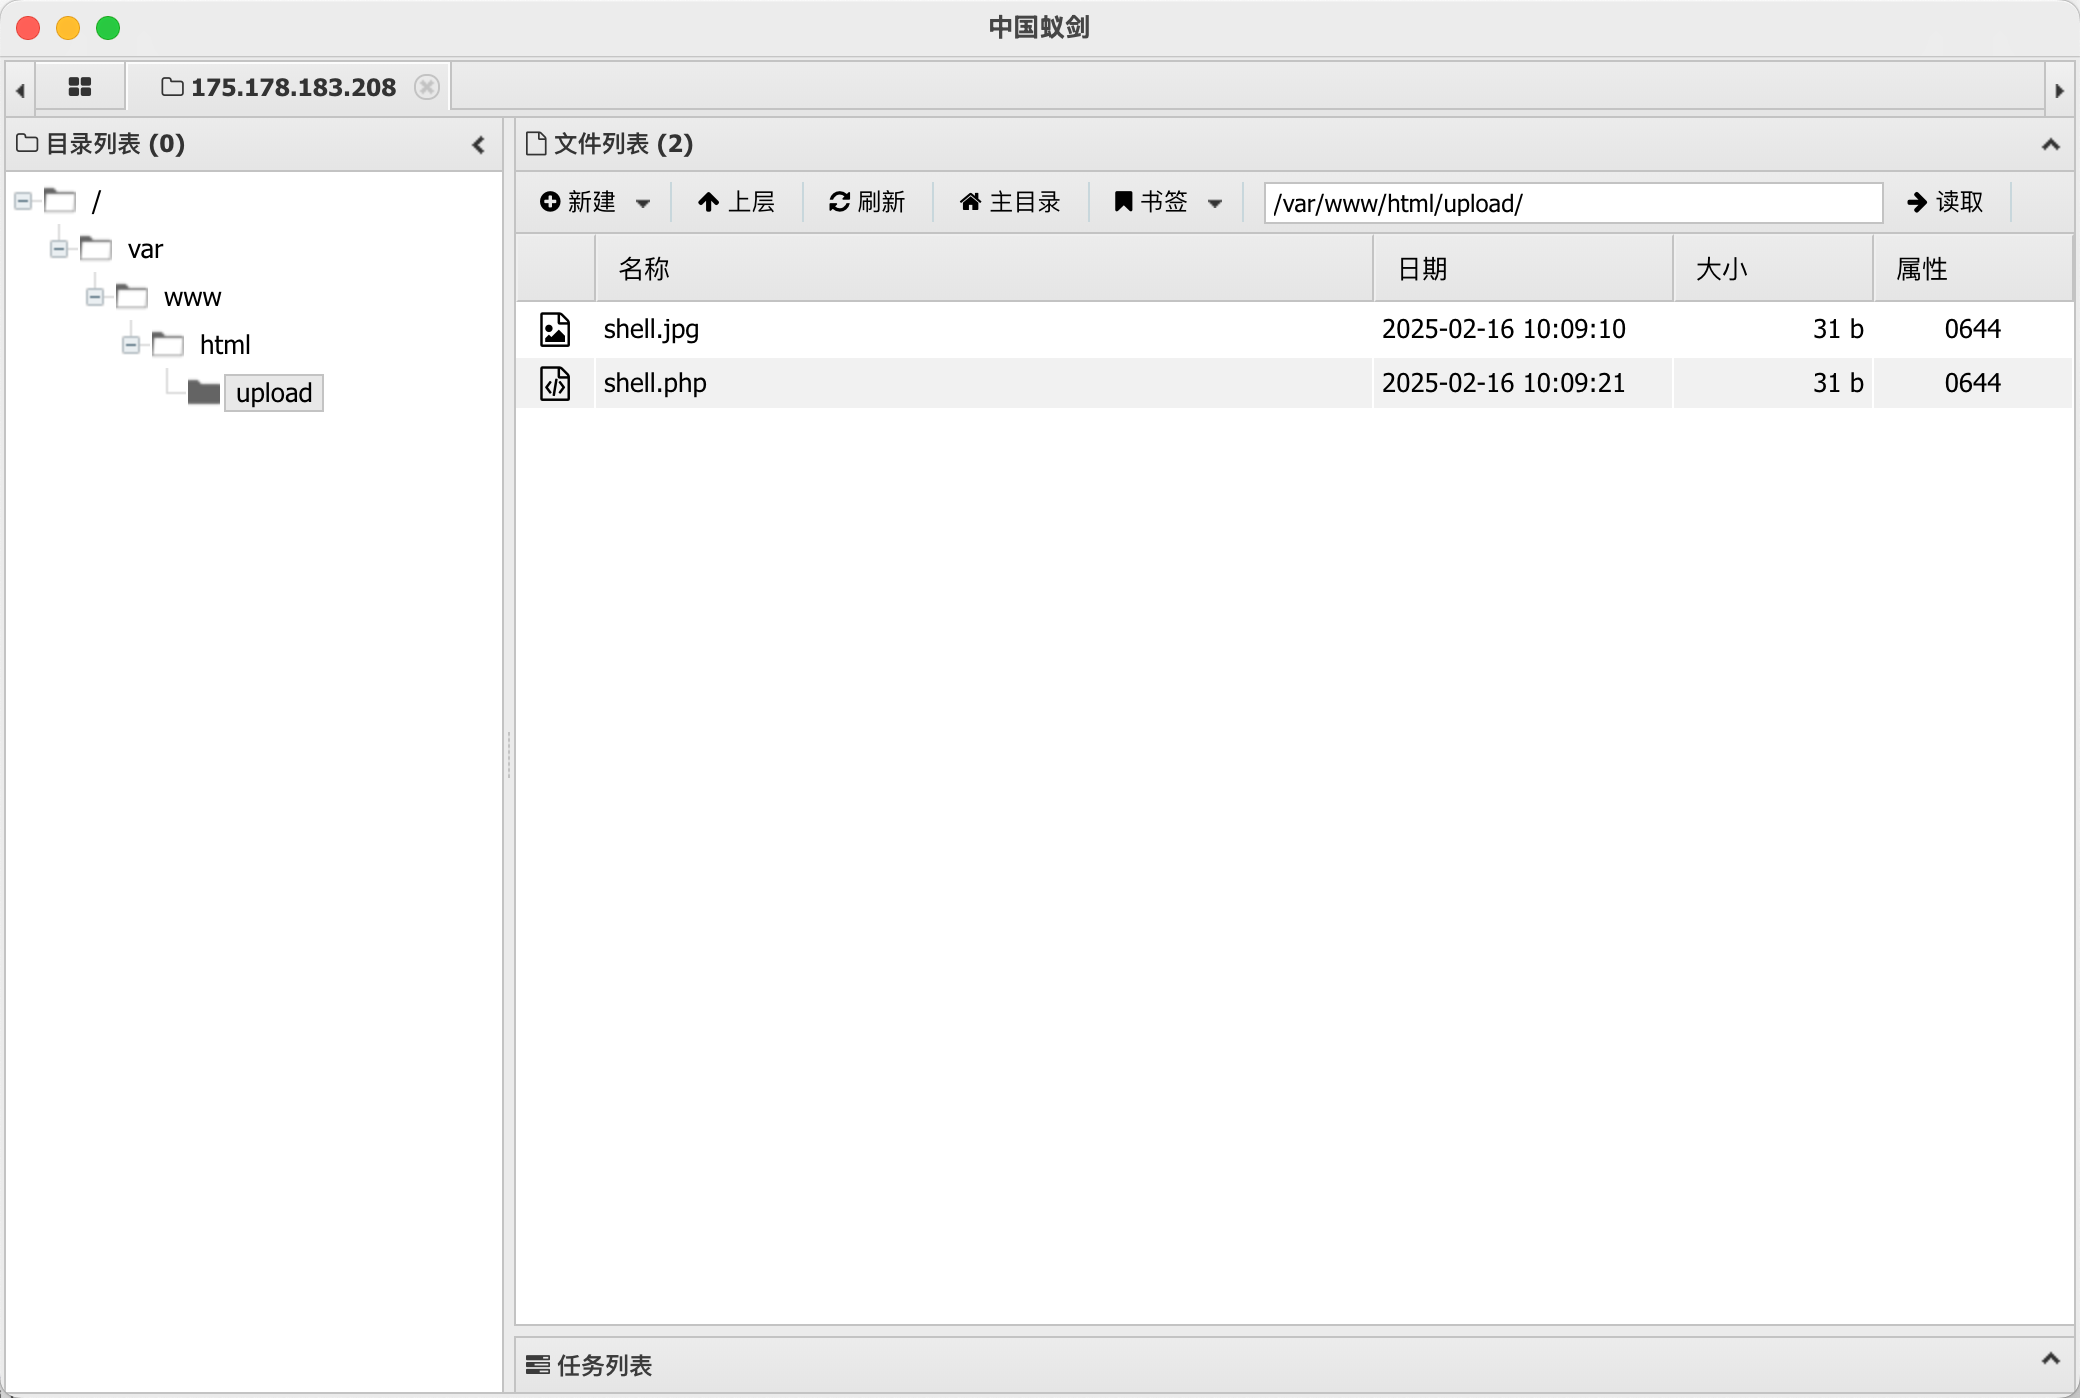 中国蚁剑
175.178.183.208
目录列表 (0)
/
var
www
html
upload
文件列表 (2)
新建 上层 刷新 主目录 书签 /var/www/html/upload/ 读取
名称 日期 大小 属性
shell.jpg 2025-02-16 10:09:10 31 b 0644
shell.php 2025-02-16 10:09:21 31 b 0644
任务列表